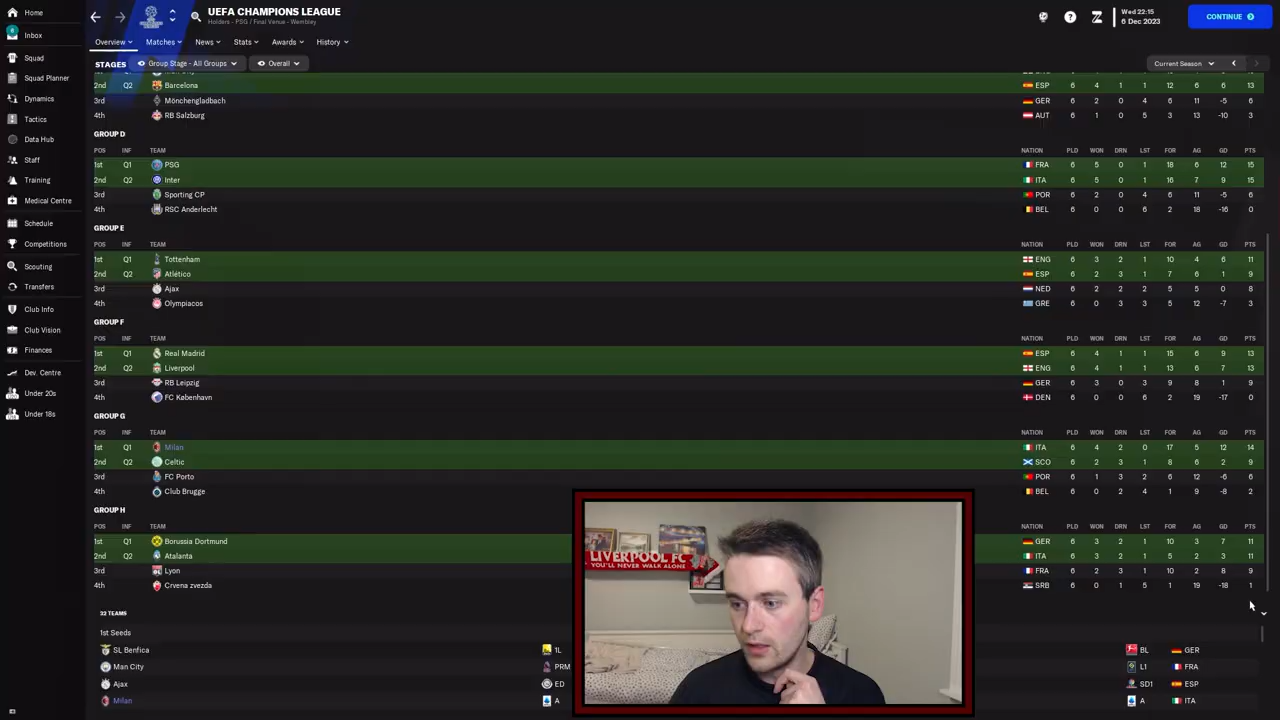 Home
Inbox
Squad
Squad Planner
Dynamics
Tactics
Data Hub
Staff
Training
Medical Centre
Schedule
Competitions
Scouting
Transfers
Club Info
Club Vision
Finances
Dev. Centre
Under 20s
Under 18s
UEFA CHAMPIONS LEAGUE
Holders - PSG / Final Venue - Wembley
Wed 22:15
6 Dec 2023
CONTINUE
Overview Matches News Stats Awards History
STAGES Group Stage - All Groups Overall Current Season
2nd Q2 Barcelona ESP 6 4 1 1 12 6 6 13
3rd Mönchengladbach GER 6 2 0 4 6 11 -5 6
4th RB Salzburg AUT 6 1 0 5 3 13 -10 3
GROUP D
POS INF TEAM NATION PLD WON DRN LST FOR AG GD PTS
1st Q1 PSG FRA 6 5 0 1 18 6 12 15
2nd Q2 Inter ITA 6 5 0 1 16 7 9 15
3rd Sporting CP POR 6 2 0 4 6 11 -5 6
4th RSC Anderlecht BEL 6 0 0 6 2 18 -16 0
GROUP E
POS INF TEAM NATION PLD WON DRN LST FOR AG GD PTS
1st Q1 Tottenham ENG 6 3 2 1 10 4 6 11
2nd Q2 Atlético ESP 6 2 3 1 7 6 1 9
3rd Ajax NED 6 2 2 2 5 5 0 8
4th Olympiacos GRE 6 0 3 3 5 12 -7 3
GROUP F
POS INF TEAM NATION PLD WON DRN LST FOR AG GD PTS
1st Q1 Real Madrid ESP 6 4 1 1 15 6 9 13
2nd Q2 Liverpool ENG 6 4 1 1 13 6 7 13
3rd RB Leipzig GER 6 3 0 3 9 8 1 9
4th FC København DEN 6 0 0 6 2 19 -17 0
GROUP G
POS INF TEAM NATION PLD WON DRN LST FOR AG GD PTS
1st Q1 Milan ITA 6 4 2 0 17 5 12 14
2nd Q2 Celtic SCO 6 2 3 1 8 6 2 9
3rd FC Porto POR 6 1 3 2 6 12 -6 6
4th Club Brugge BEL 6 0 2 4 1 9 -8 2
GROUP H
POS INF TEAM NATION PLD WON DRN LST FOR AG GD PTS
1st Q1 Borussia Dortmund GER 6 3 2 1 10 3 7 11
2nd Q2 Atalanta ITA 6 3 2 1 5 2 3 11
3rd Lyon FRA 6 2 3 1 10 2 8 9
4th Crvena zvezda SRB 6 0 1 5 1 19 -18 1
32 TEAMS
1st Seeds
SL Benfica 1L BL GER
Man City PRM L1 FRA
Ajax ED SD1 ESP
Milan A A ITA
LIVERPOOL FC
YOU'LL NEVER WALK ALONE